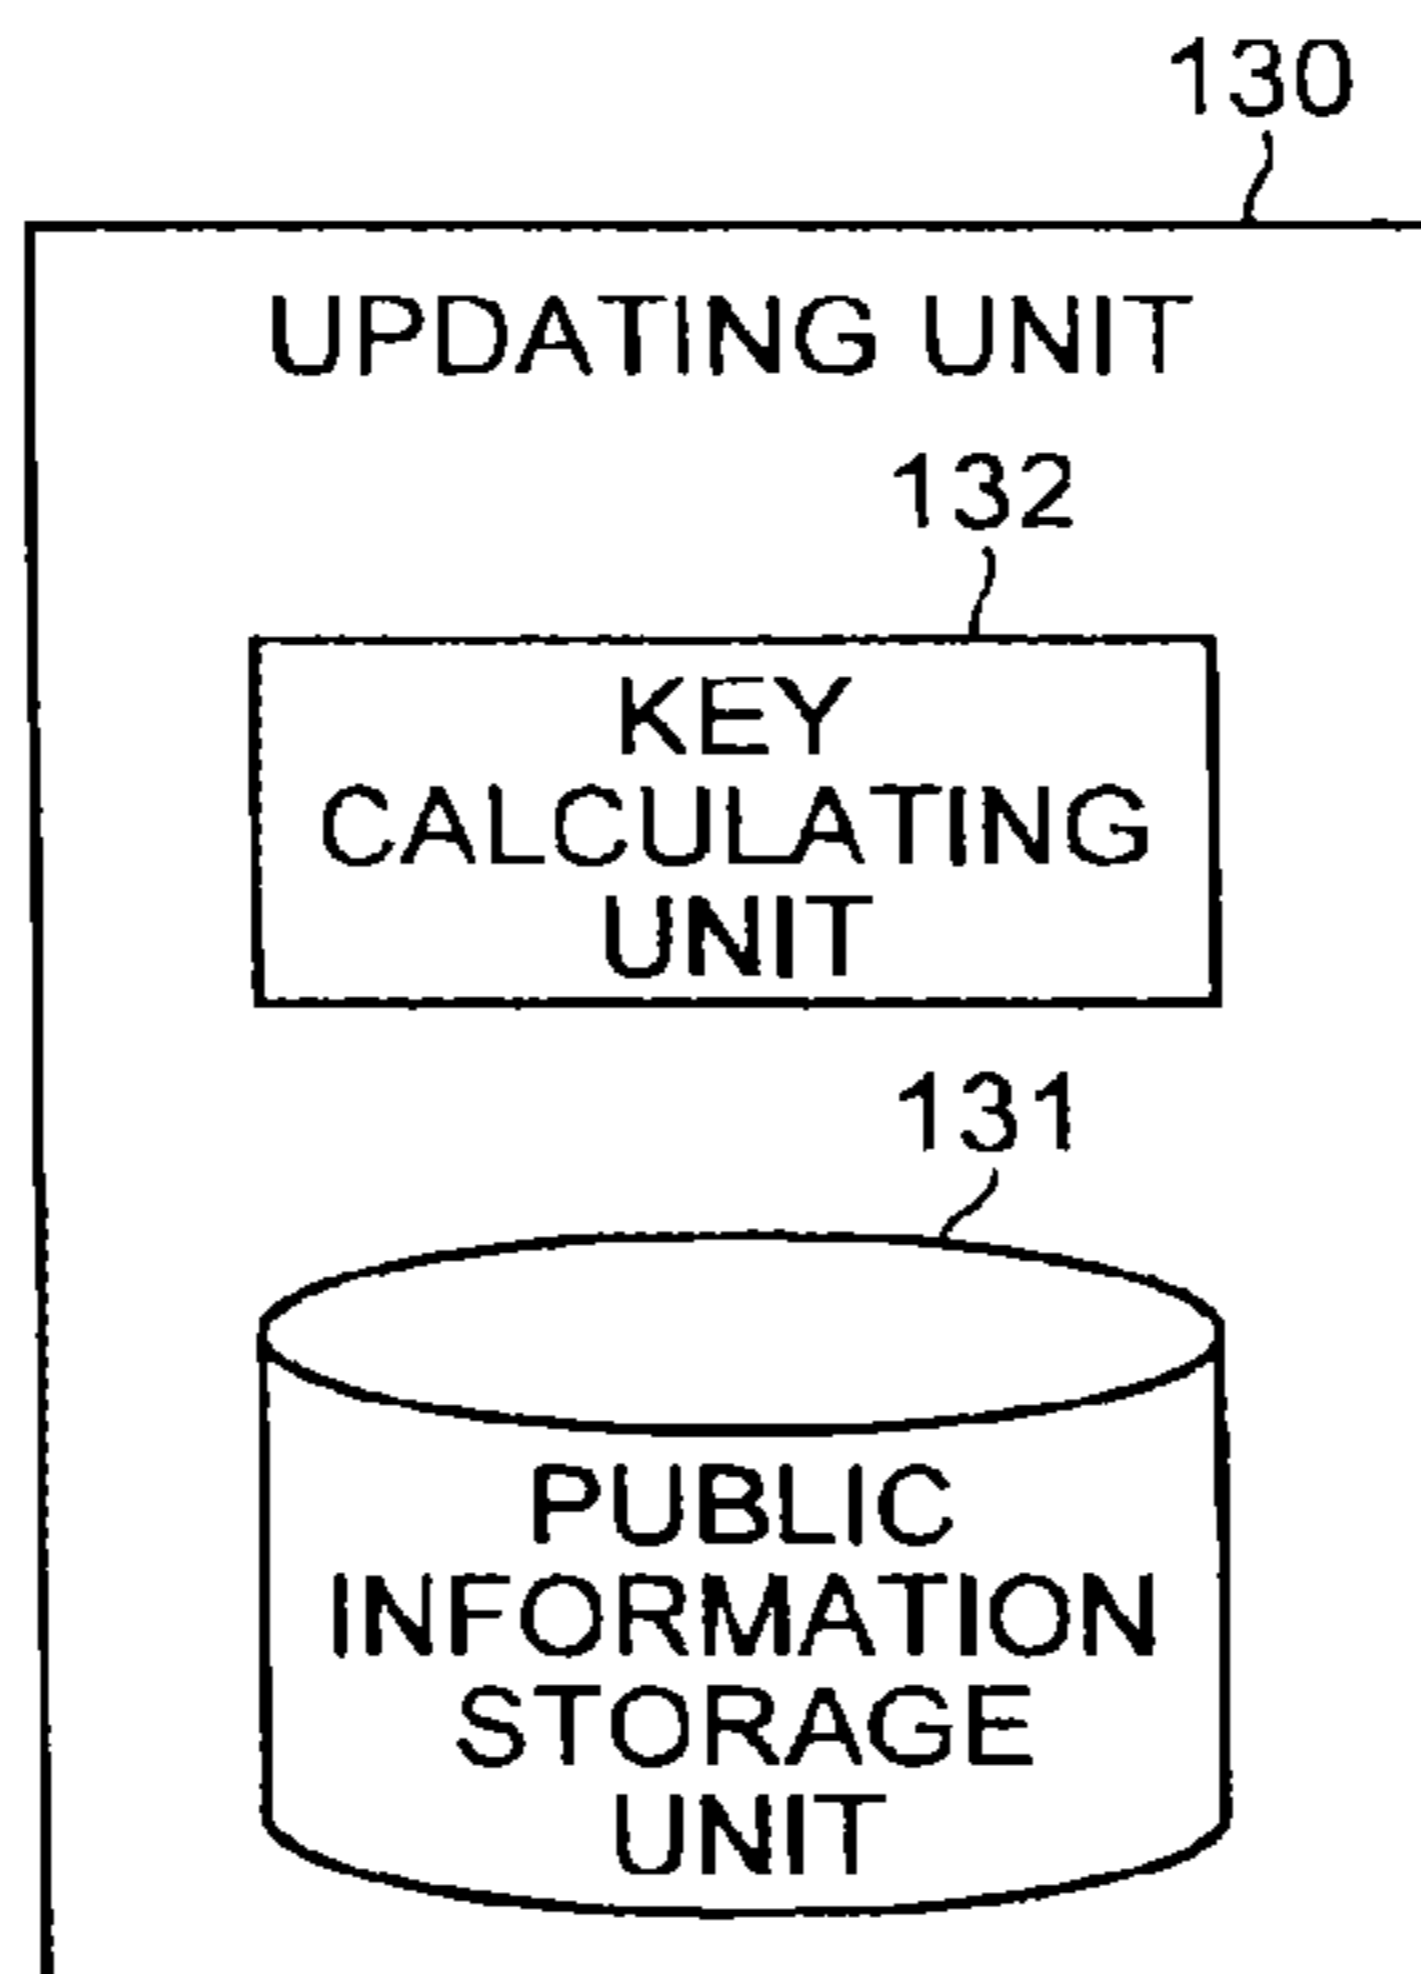 130
UPDATING UNIT
132
KEY
CALCULATING
UNIT
131
PUBLIC
INFORMATION
STORAGE
UNIT